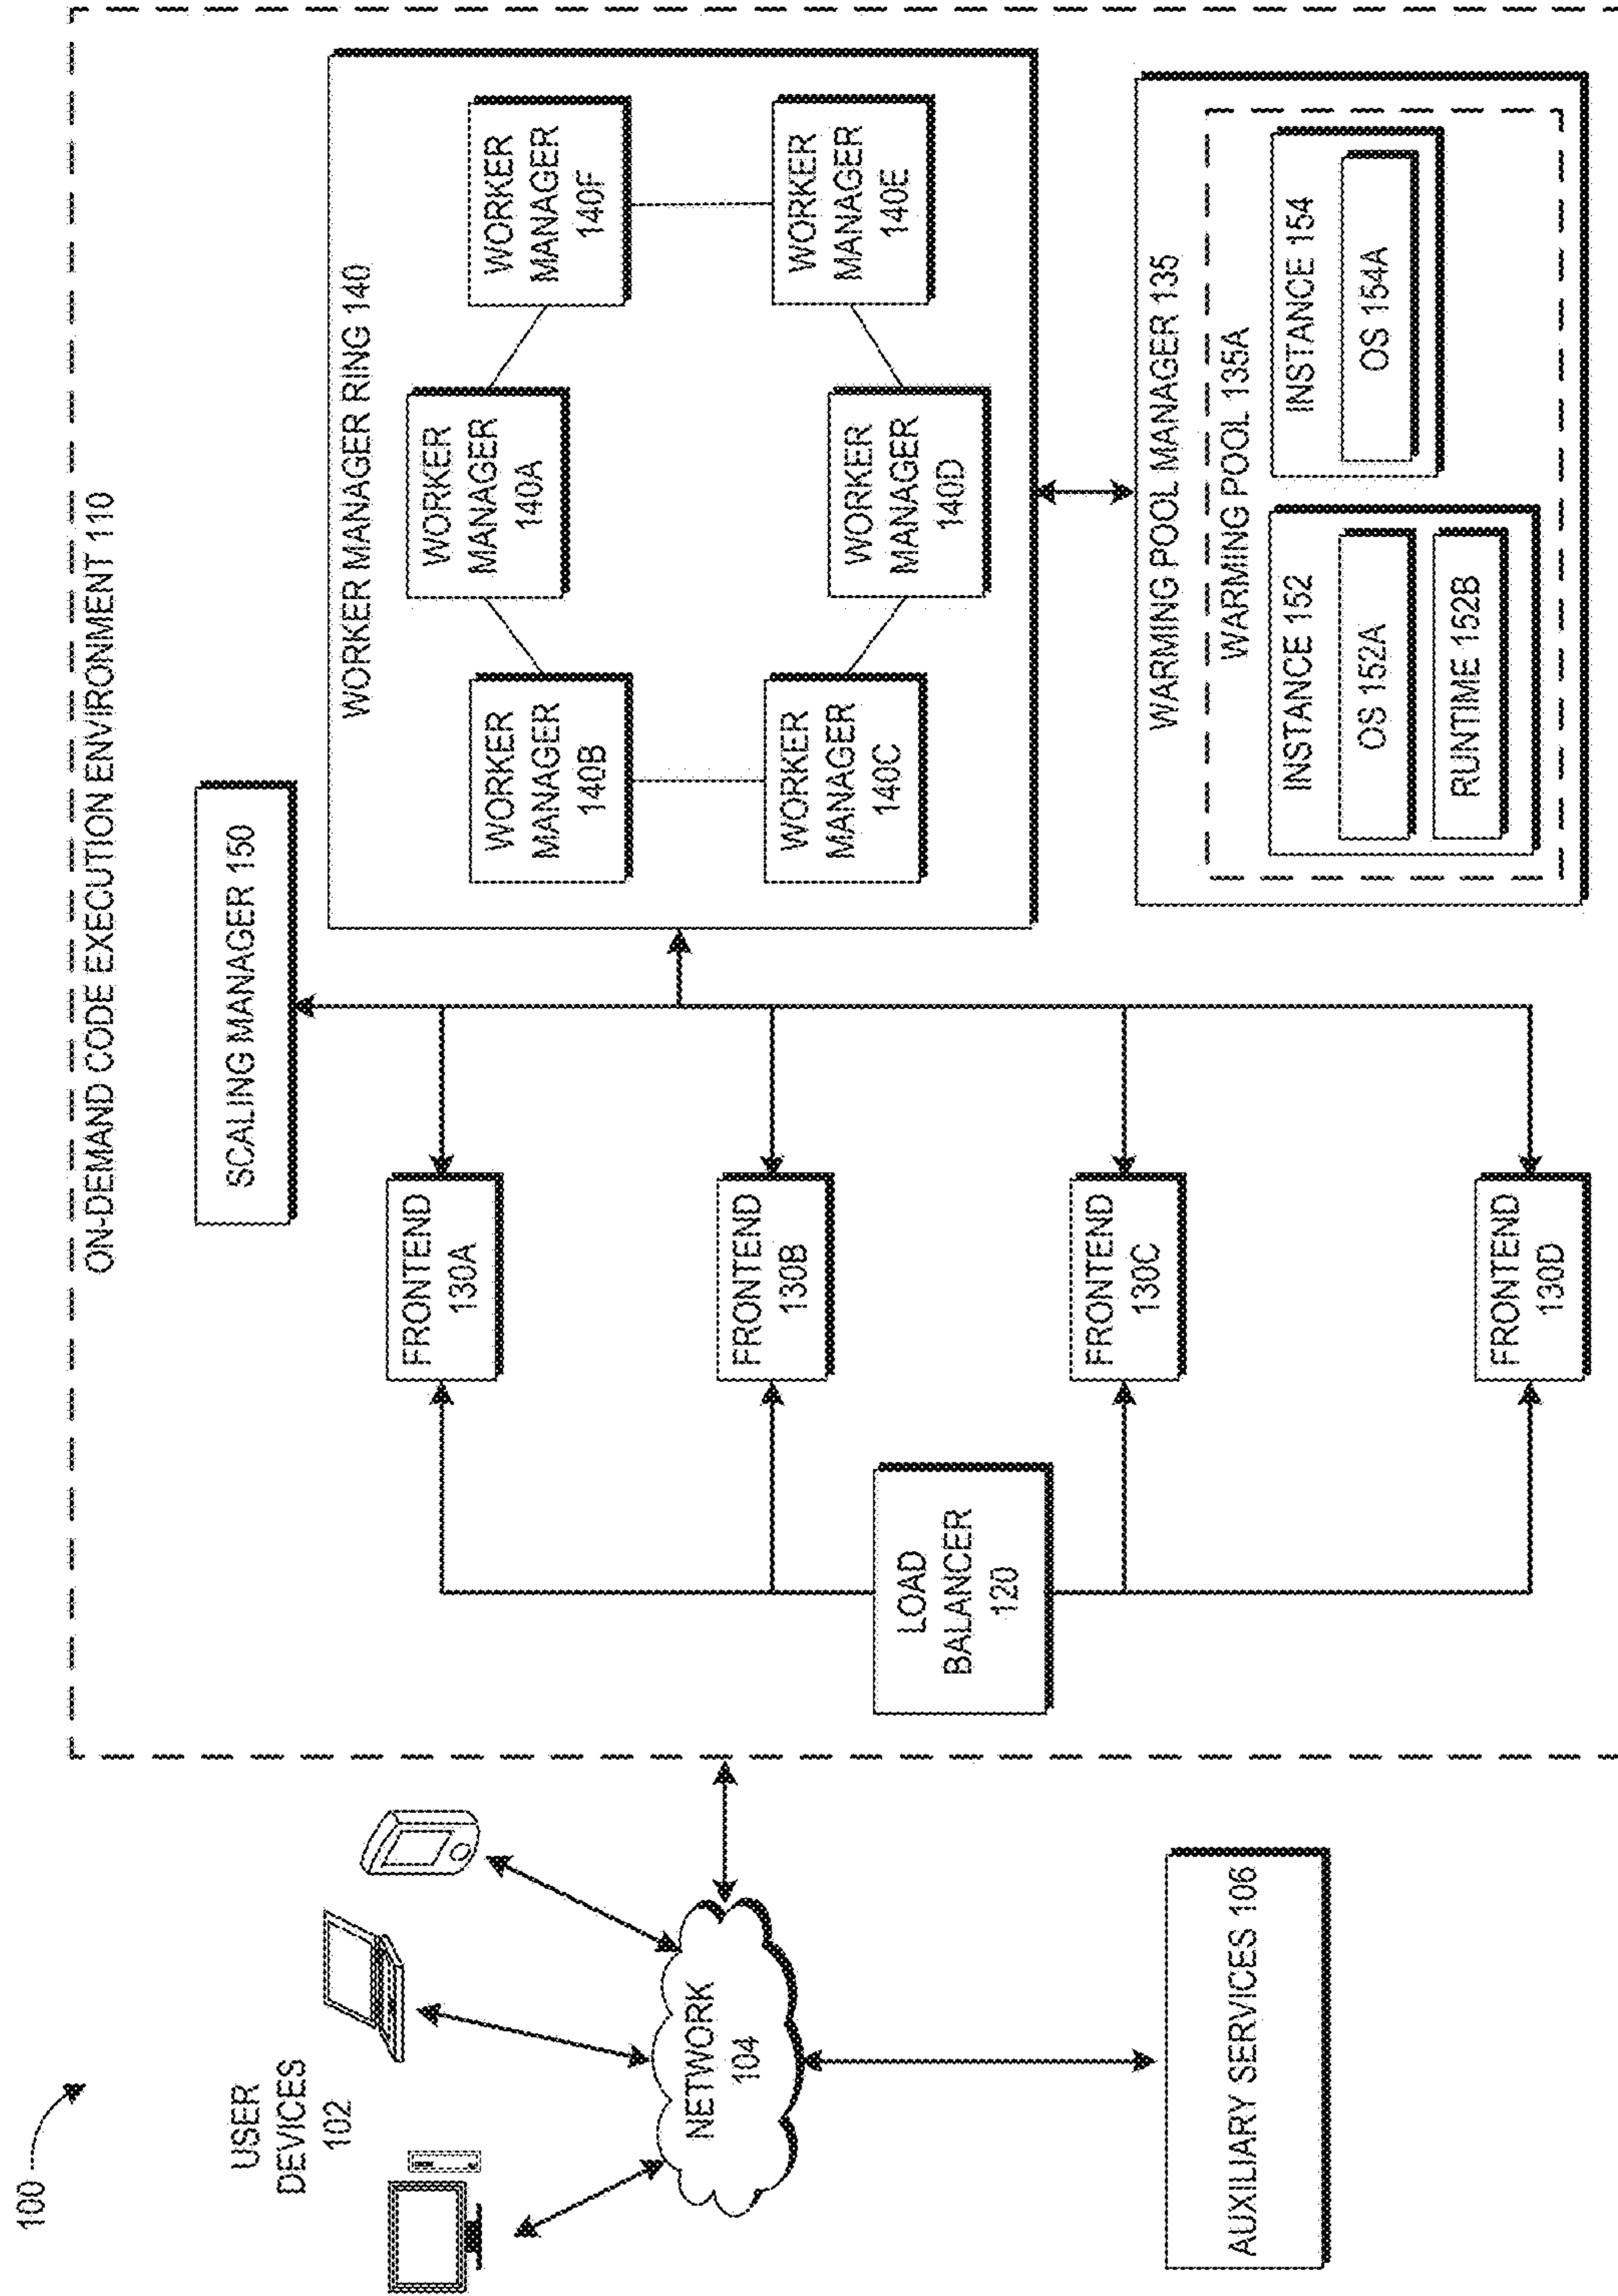 100
USER
DEVICES
102
NETWORK
104
AUXILIARY SERVICES 106
ON-DEMAND CODE EXECUTION ENVIRONMENT 110
LOAD
BALANCER
120
FRONTEND
130A
FRONTEND
130B
FRONTEND
130C
FRONTEND
130D
SCALING MANAGER 150
WORKER MANAGER RING 140
WORKER
MANAGER
140A
WORKER
MANAGER
140B
WORKER
MANAGER
140F
WORKER
MANAGER
140C
WORKER
MANAGER
140D
WORKER
MANAGER
140E
WARMING POOL MANAGER 135
WARMING POOL 135A
INSTANCE 152
OS 152A
RUNTIME 152B
INSTANCE 154
OS 154A